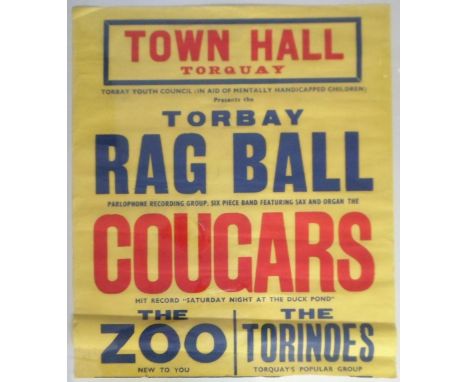 TOWN HALL
TORQUAY
TORBAY YOUTH COUNCIL (IN AID OF MENTALLY HANDICAPPED CHILDREN)
Presents the
TORBAY
RAG BALL
PARLOPHONE RECORDING GROUP. SIX PIECE BAND FEATURING SAX AND ORGAN THE
COUGARS
HIT RECORD "SATURDAY NIGHT AT THE DUCK POND"
THE
ZOO
NEW TO YOU
THE
TORINOES
TORQUAY'S POPULAR GROUP